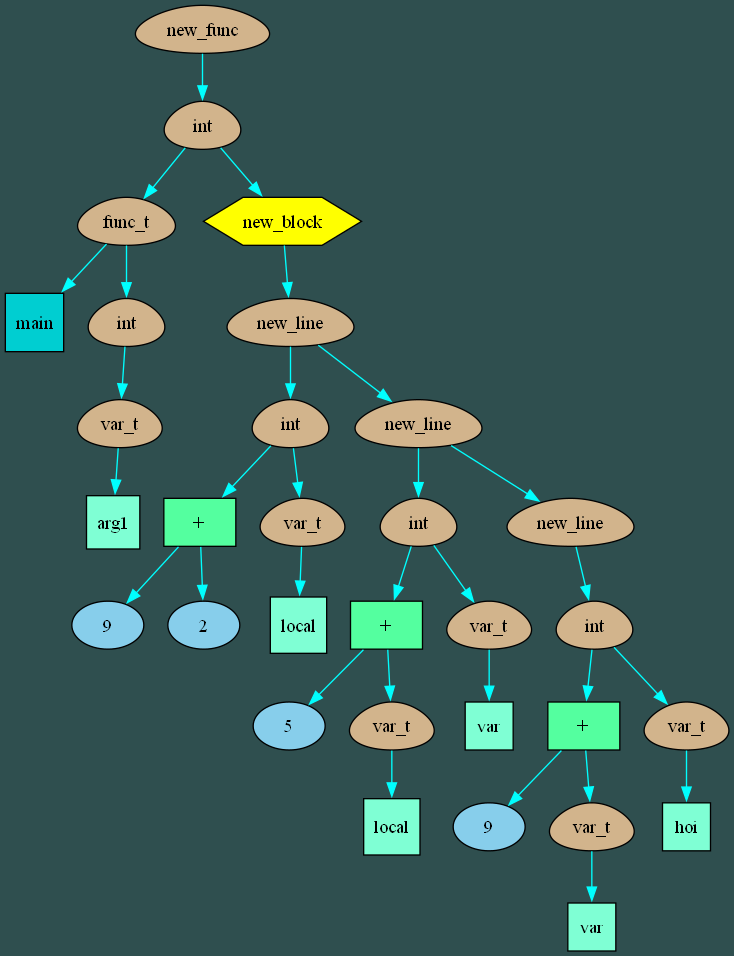 new_func
int
func_t
new_block
main
int
new_line
var_t
int
new_line
arg1
+
var_t
int
new_line
9
2
local
+
var_t
int
5
var_t
var
+
var_t
local
9
var_t
hoi
var